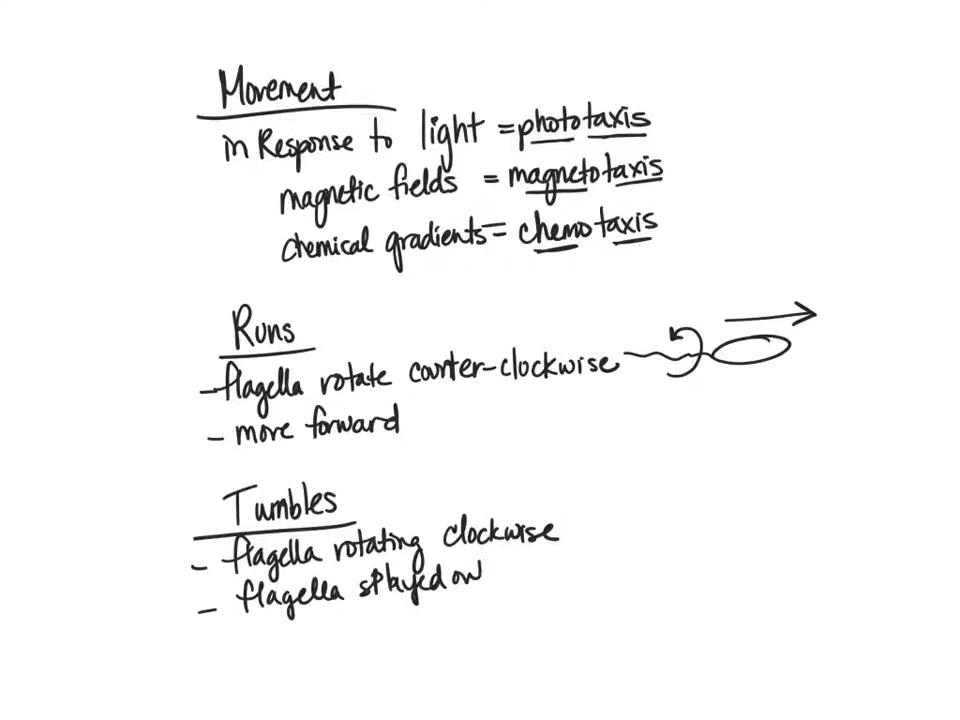 Movement
in Response to light = phototaxis
magnetic fields = magnetotaxis
chemical gradients = chemotaxis
Runs
- flagella rotate counter-clockwise
- move forward
Tumbles
- flagella rotating clockwise
- flagella splayed